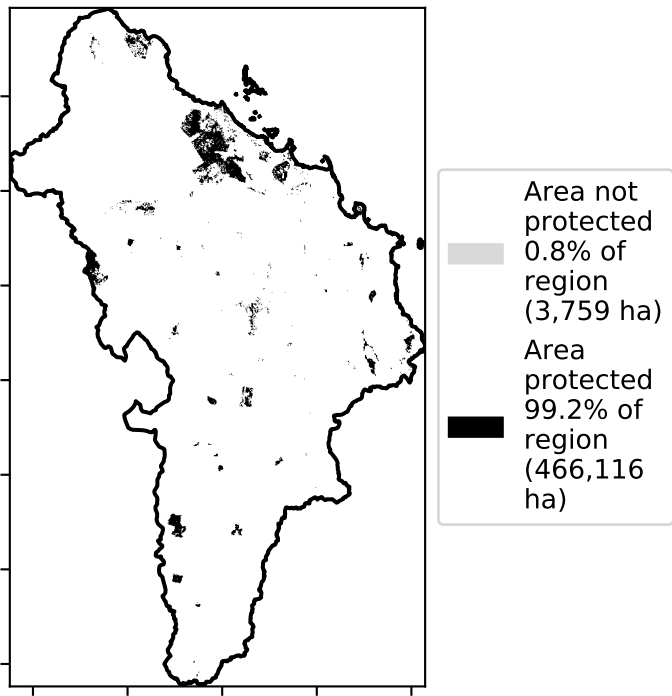 Area not
protected
0.8% of
region
(3,759 ha)
Area
protected
99.2% of
region
(466,116
ha)